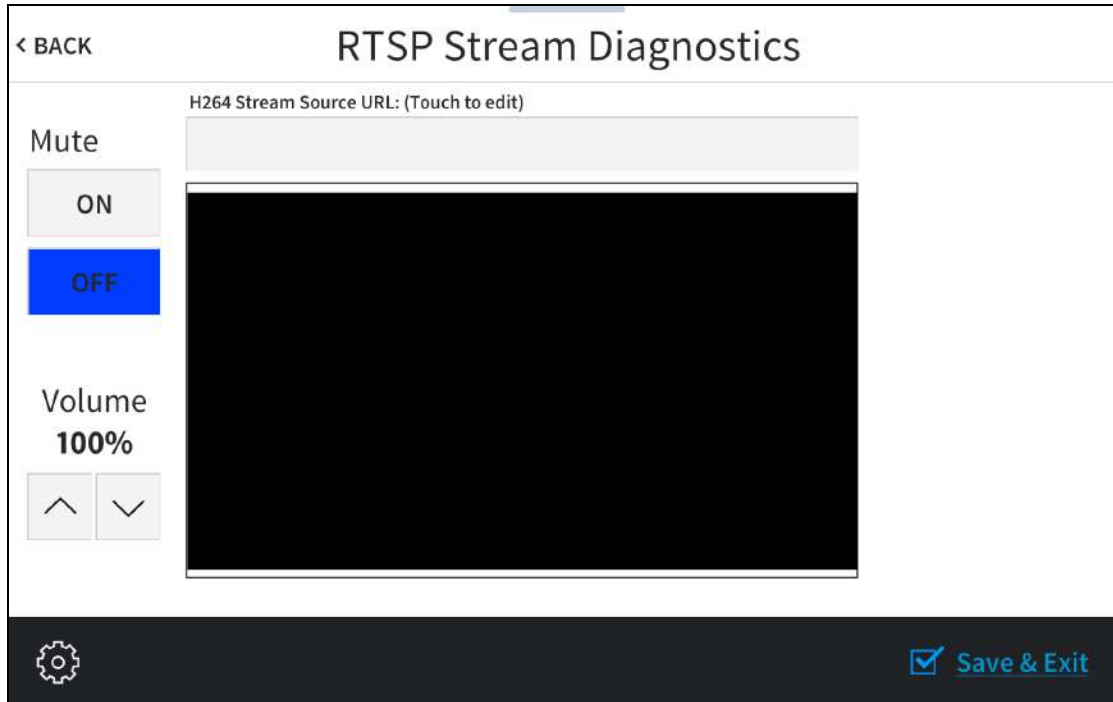 < BACK
RTSP Stream Diagnostics
H264 Stream Source URL: (Touch to edit)
Mute
ON
OFF
Volume
100%
Save & Exit